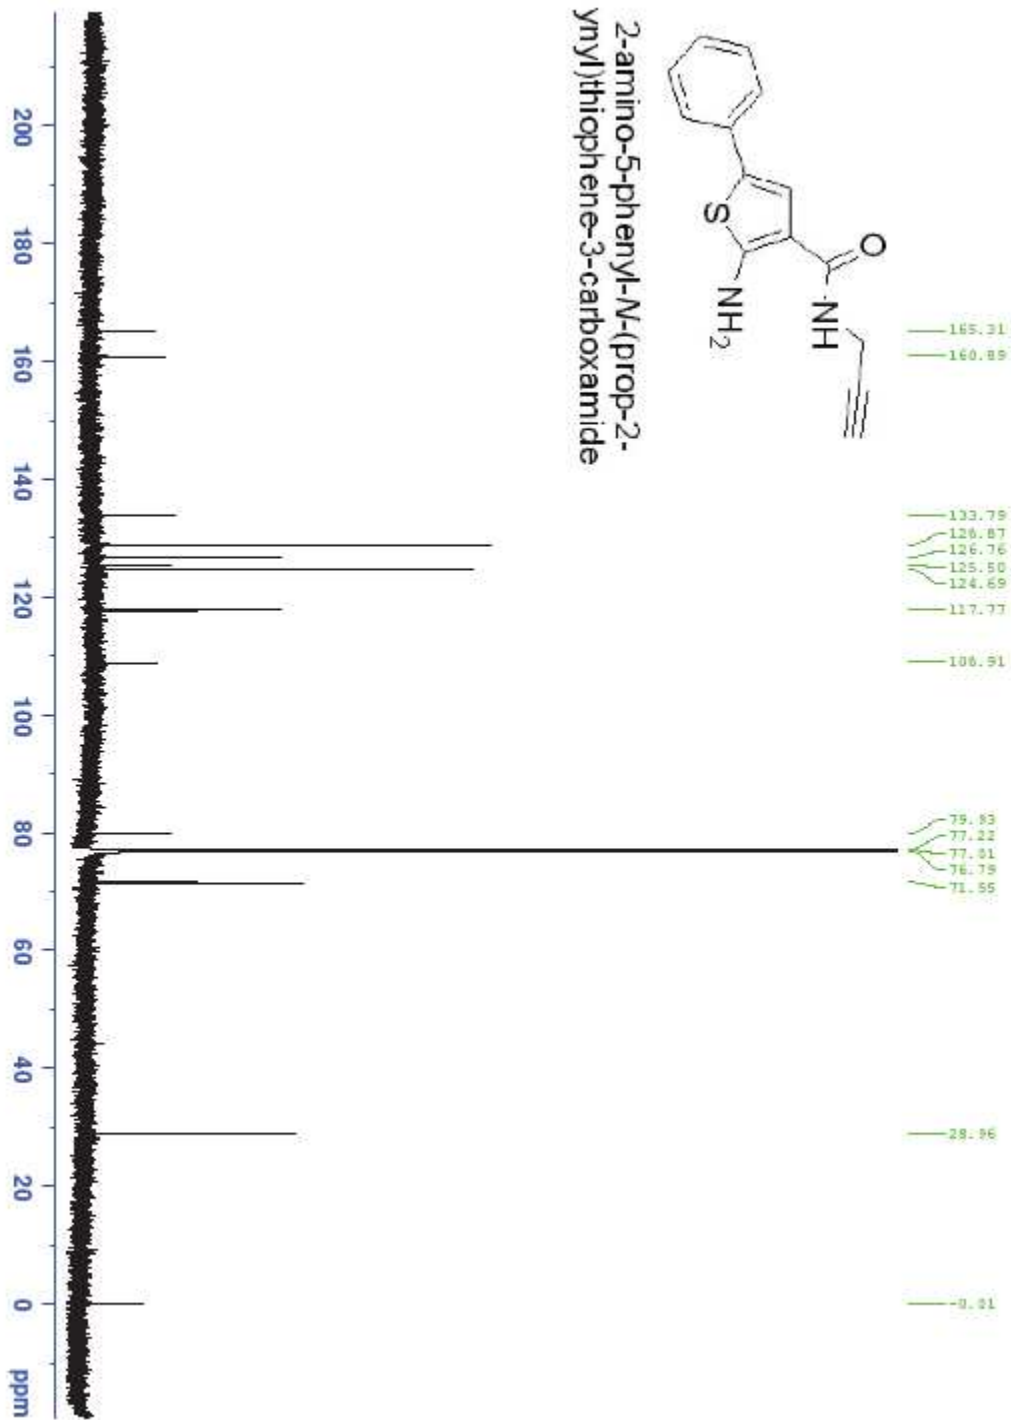 165.31
160.89
133.79
128.87
126.76
125.50
124.69
117.77
108.91
79.93
77.22
77.01
76.79
71.55
28.96
-0.01
O
NH
S
NH2
2-amino-5-phenyl-N-(prop-2-
ynyl)thiophene-3-carboxamide
200 180 160 140 120 100 80 60 40 20 0 ppm